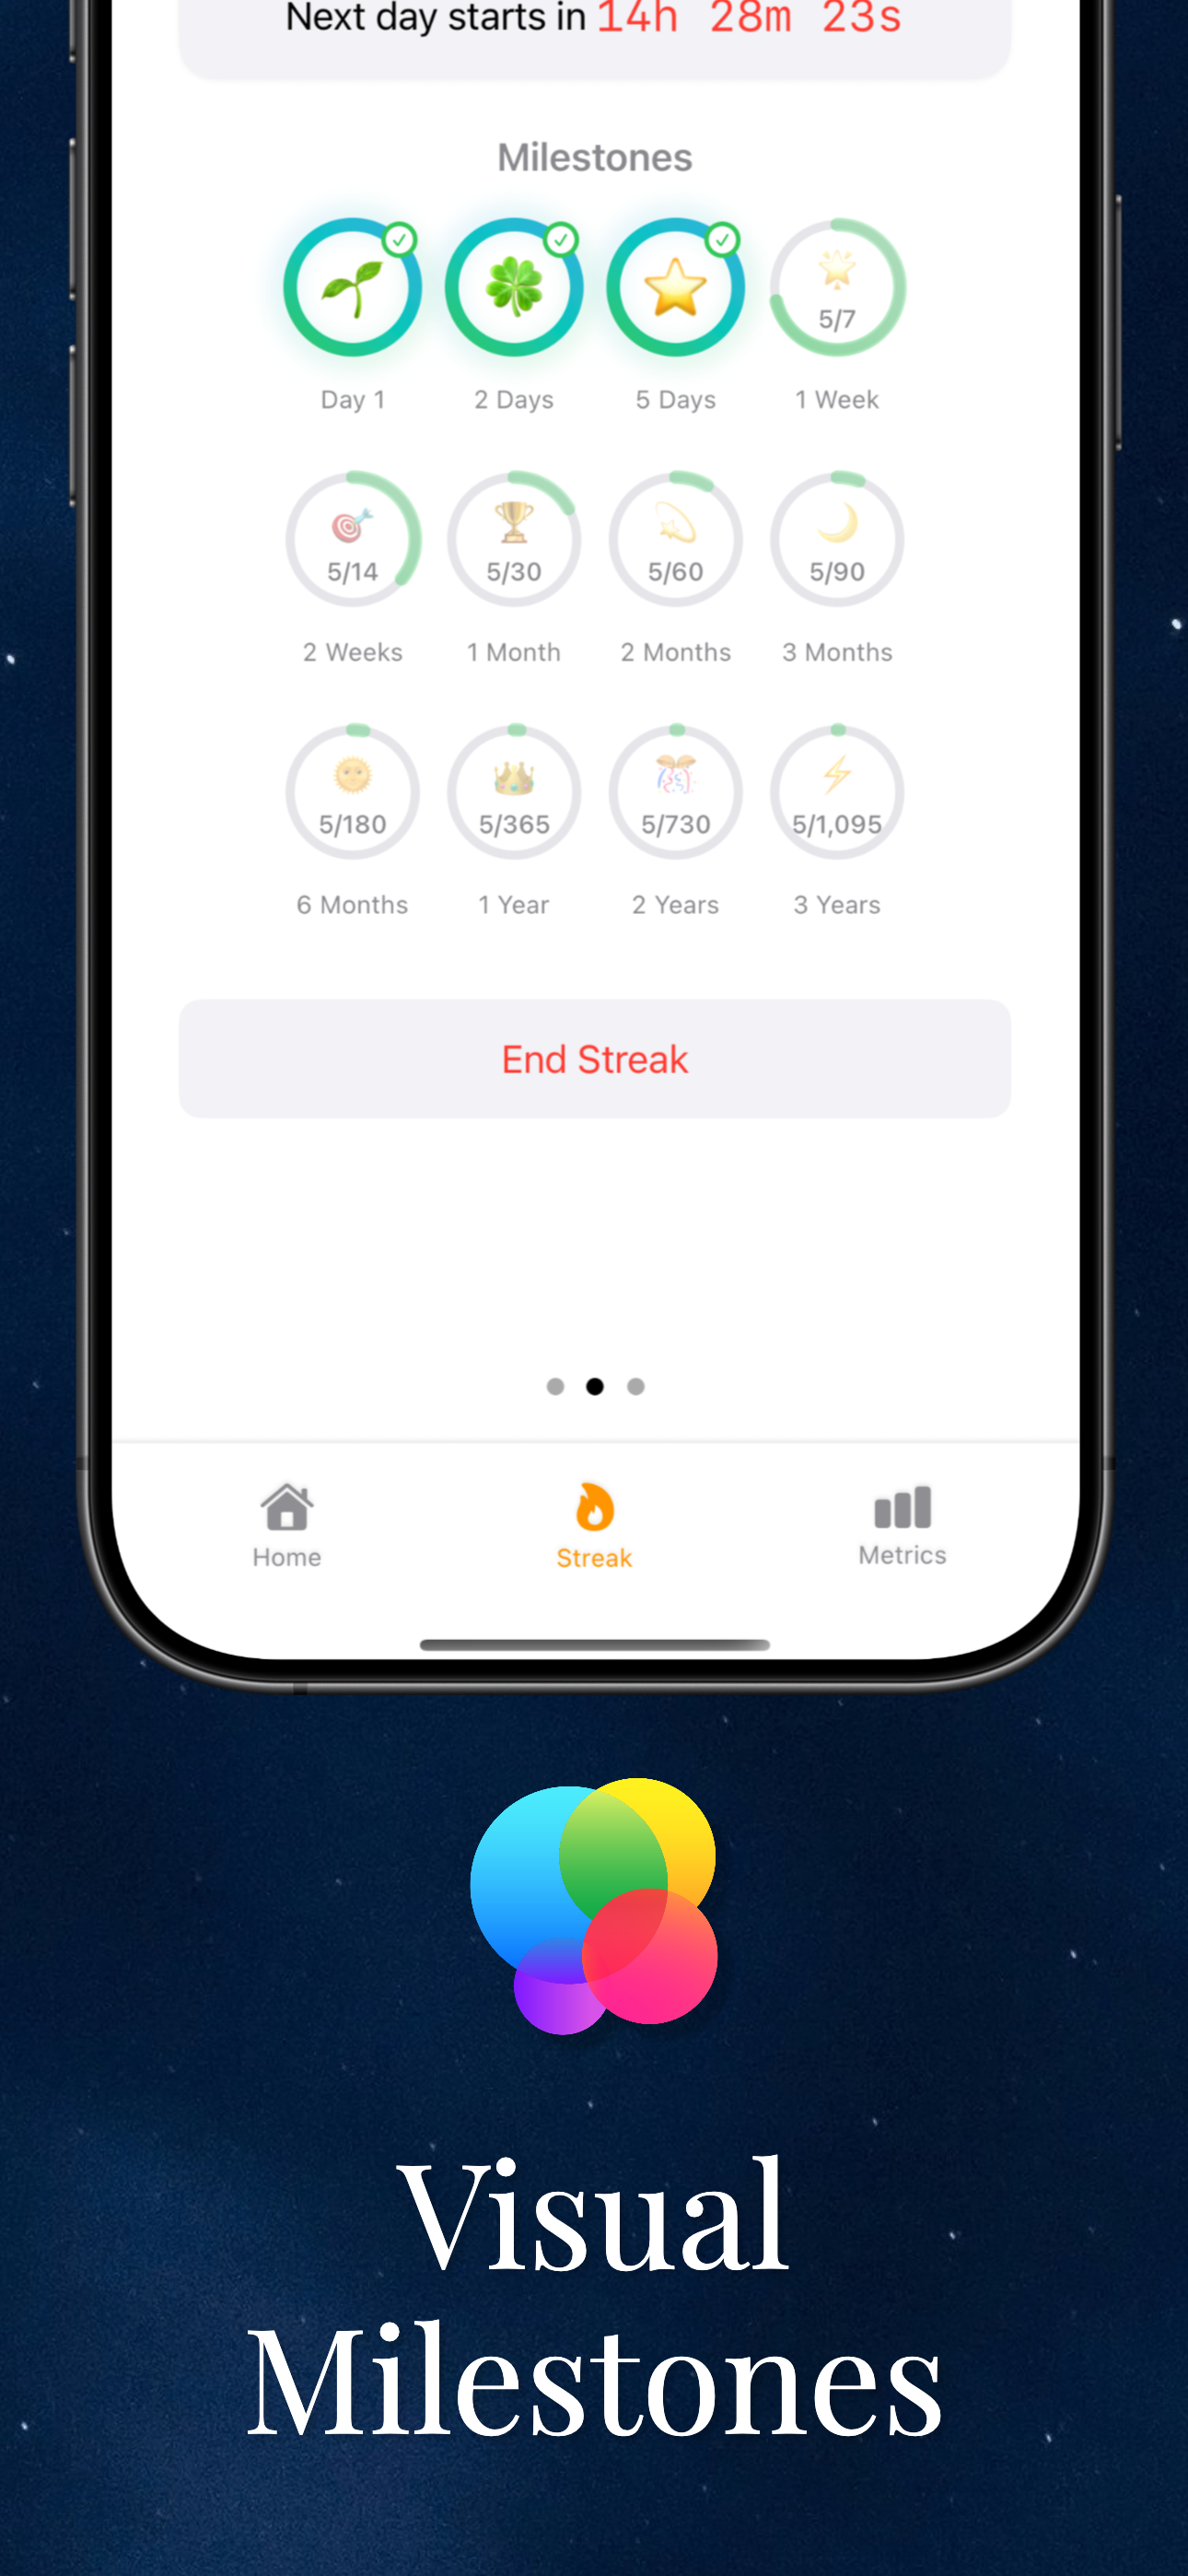 Next day starts in 14h 28m 23s
Milestones
5/7
Day 1 2 Days 5 Days 1 Week
5/14 5/30 5/60 5/90
2 Weeks 1 Month 2 Months 3 Months
5/180 5/365 5/730 5/1,095
6 Months 1 Year 2 Years 3 Years
End Streak
Home Streak Metrics
Visual
Milestones